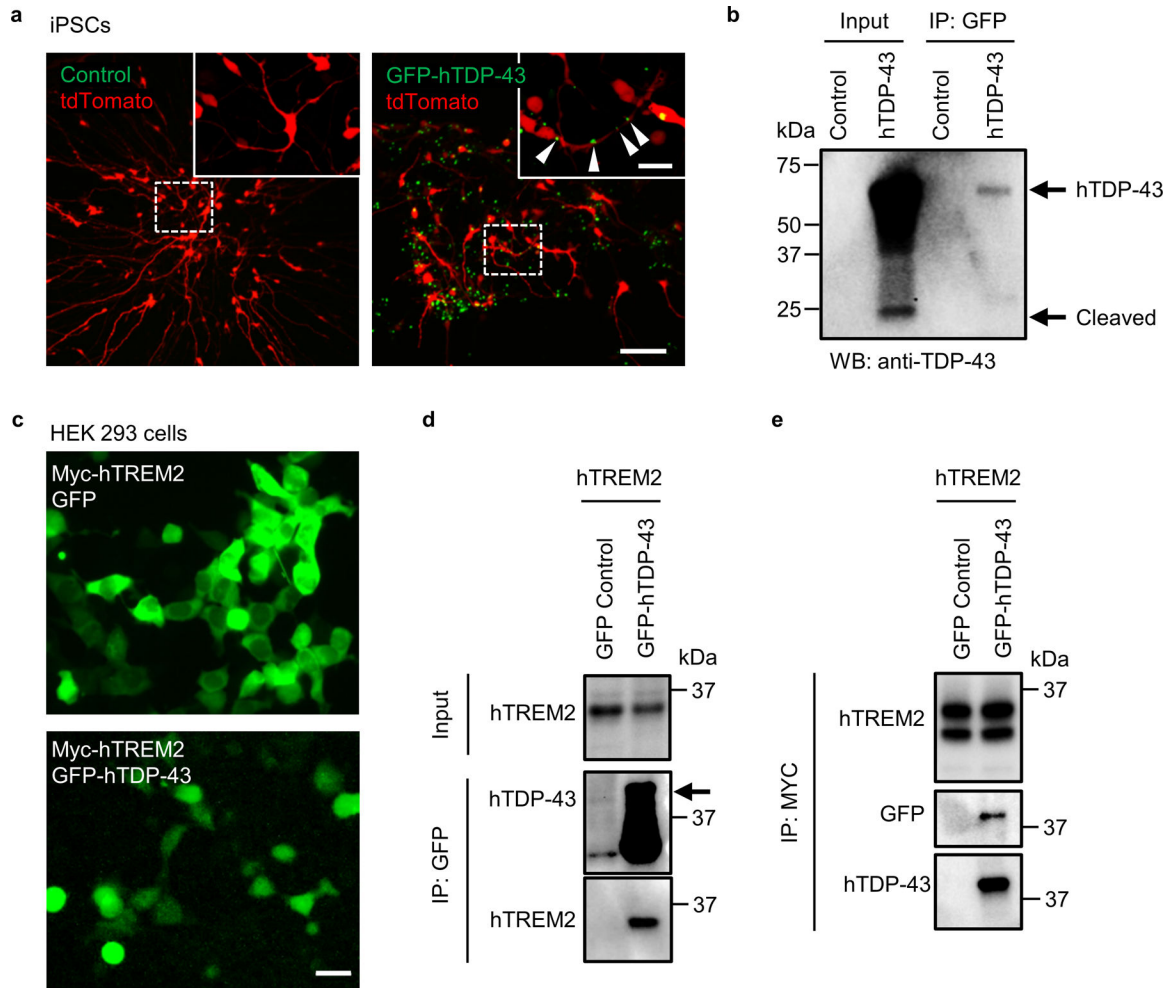 a
iPSCs
Control
tdTomato
GFP-hTDP-43
tdTomato
b
Input
IP: GFP
Control
hTDP-43
Control
hTDP-43
kDa
75
50
37
25
hTDP-43
Cleaved
WB: anti-TDP-43
c
HEK 293 cells
Myc-hTREM2
GFP
Myc-hTREM2
GFP-hTDP-43
d
hTREM2
GFP Control
GFP-hTDP-43
kDa
Input
hTREM2
37
IP: GFP
hTDP-43
37
hTREM2
37
e
hTREM2
GFP Control
GFP-hTDP-43
kDa
IP: MYC
hTREM2
37
GFP
37
hTDP-43
37